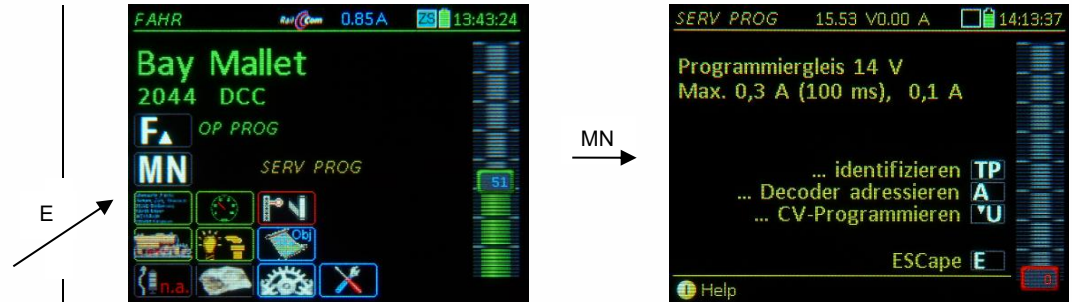 E
FAHR RailCom 0.85A ZS 13:43:24
Bay Mallet
2044 DCC
F▲ OP PROG
MN SERV PROG
51
Obj
n.a.
MN
SERV PROG 15.53 V0.00 A 14:13:37
Programmiergleis 14 V
Max. 0,3 A (100 ms), 0,1 A
... identifizieren TP
... Decoder adressieren A
... CV-Programmieren ▼U
ESCape E
0
Help